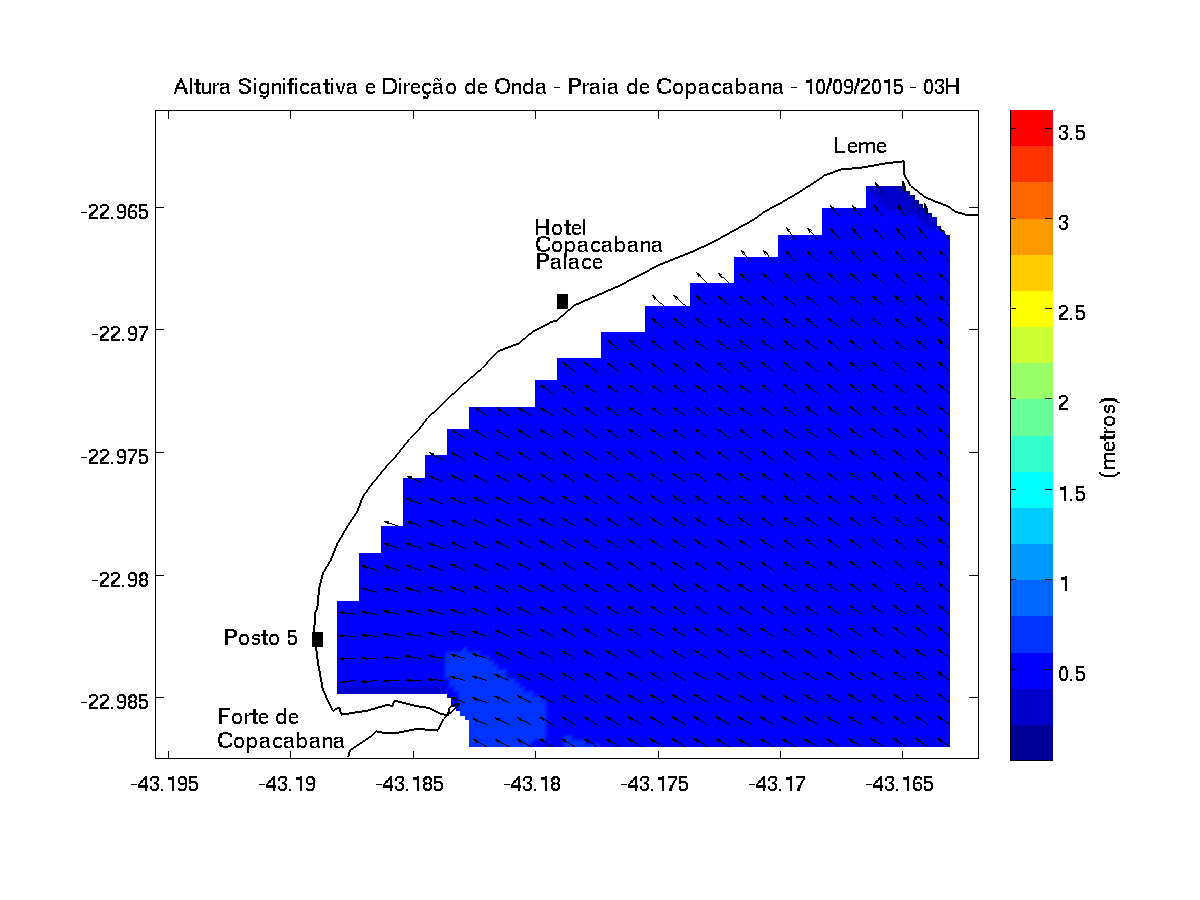 Altura Significativa e Direção de Onda - Praia de Copacabana - 10/09/2015 - 03H
Leme
Hotel
Copacabana
Palace
Posto 5
Forte de
Copacabana
-22.965
-22.97
-22.975
-22.98
-22.985
-43.195
-43.19
-43.185
-43.18
-43.175
-43.17
-43.165
3.5
3
2.5
2
1.5
1
0.5
(metros)